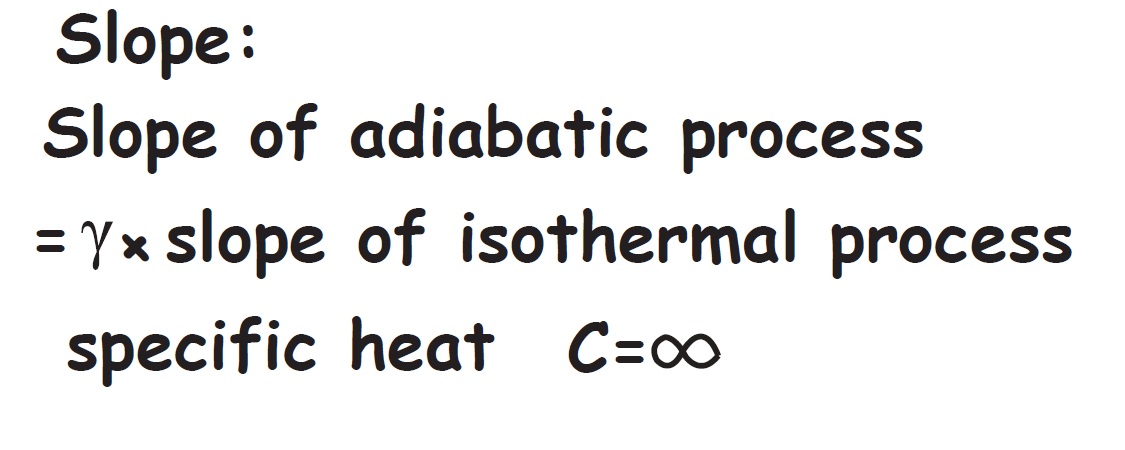 Slope:
Slope of adiabatic process
= γ × slope of isothermal process
specific heat C=∞